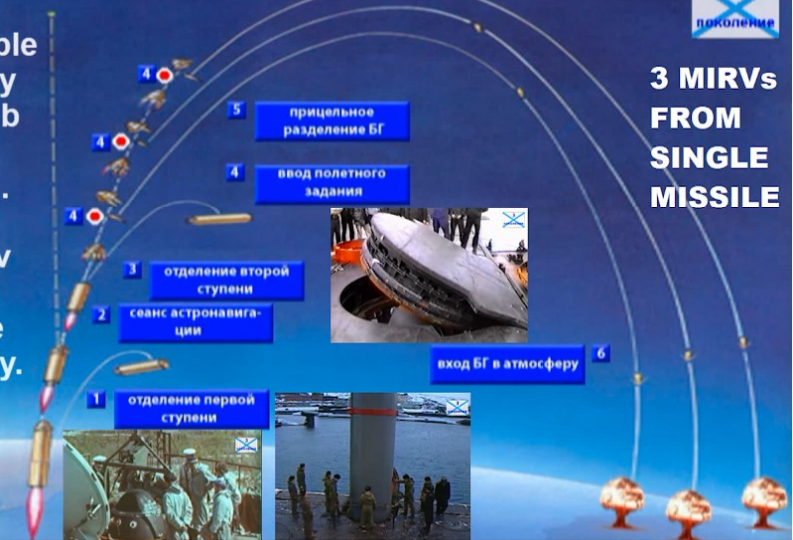 ple
y
b
.
v
e
y.
поколение
3 MIRVs
FROM
SINGLE
MISSILE
4
4
4
5
прицельное
разделение БГ
4
ввод полетного
задания
3
отделение второй
ступени
2
сеанс астронавига-
ции
1
отделение первой
ступени
вход БГ в атмосферу
6